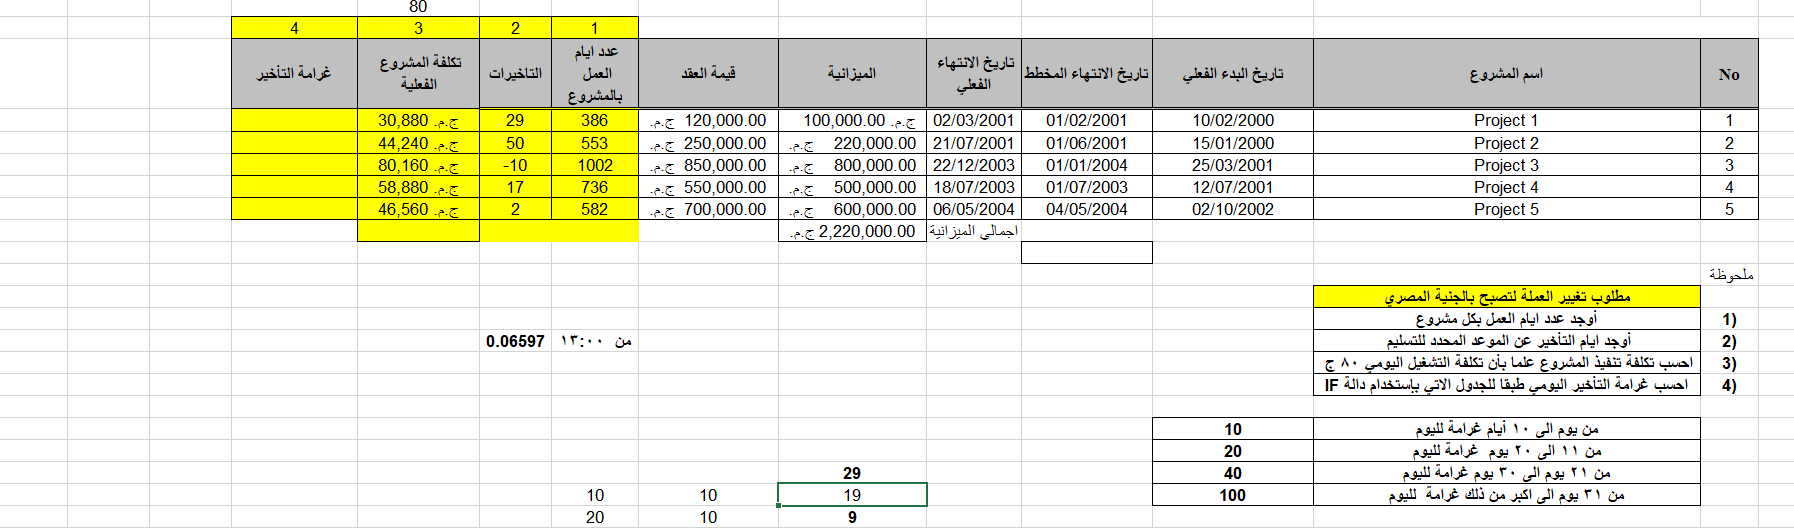 80
1 2 3 4
No اسم المشروع تاريخ البدء الفعلي تاريخ الانتهاء المخطط تاريخ الانتهاء الفعلي الميزانية قيمة العقد عدد ايام العمل بالمشروع التاخيرات تكلفة المشروع الفعلية غرامة التأخير
1 Project 1 10/02/2000 01/02/2001 02/03/2001 ج.م. 100,000.00 120,000.00 ج.م. 386 29 ج.م. 30,880
2 Project 2 15/01/2000 01/06/2001 21/07/2001 220,000.00 ج.م. 250,000.00 ج.م. 553 50 ج.م. 44,240
3 Project 3 25/03/2001 01/01/2004 22/12/2003 800,000.00 ج.م. 850,000.00 ج.م. 1002 -10 ج.م. 80,160
4 Project 4 12/07/2001 01/07/2003 18/07/2003 500,000.00 ج.م. 550,000.00 ج.م. 736 17 ج.م. 58,880
5 Project 5 02/10/2002 04/05/2004 06/05/2004 600,000.00 ج.م. 700,000.00 ج.م. 582 2 ج.م. 46,560
اجمالي الميزانية 2,220,000.00 ج.م.
ملحوظة
مطلوب تغيير العملة لتصبح بالجنية المصري
1) أوجد عدد ايام العمل بكل مشروع
2) أوجد ايام التأخير عن الموعد المحدد للتسليم من ١٣:٠٠ 0.06597
3) احسب تكلفة تنفيذ المشروع علما بأن تكلفة التشغيل اليومي ٨٠ ج
4) احسب غرامة التأخير اليومي طبقا للجدول الاتي بإستخدام دالة IF
من يوم الى ١٠ أيام غرامة لليوم 10
من ١١ الى ٢٠ يوم غرامة لليوم 20
من ٢١ يوم الى ٣٠ يوم غرامة لليوم 40 29
من ٣١ يوم الى اكبر من ذلك غرامة لليوم 100 19 10 10
9 10 20